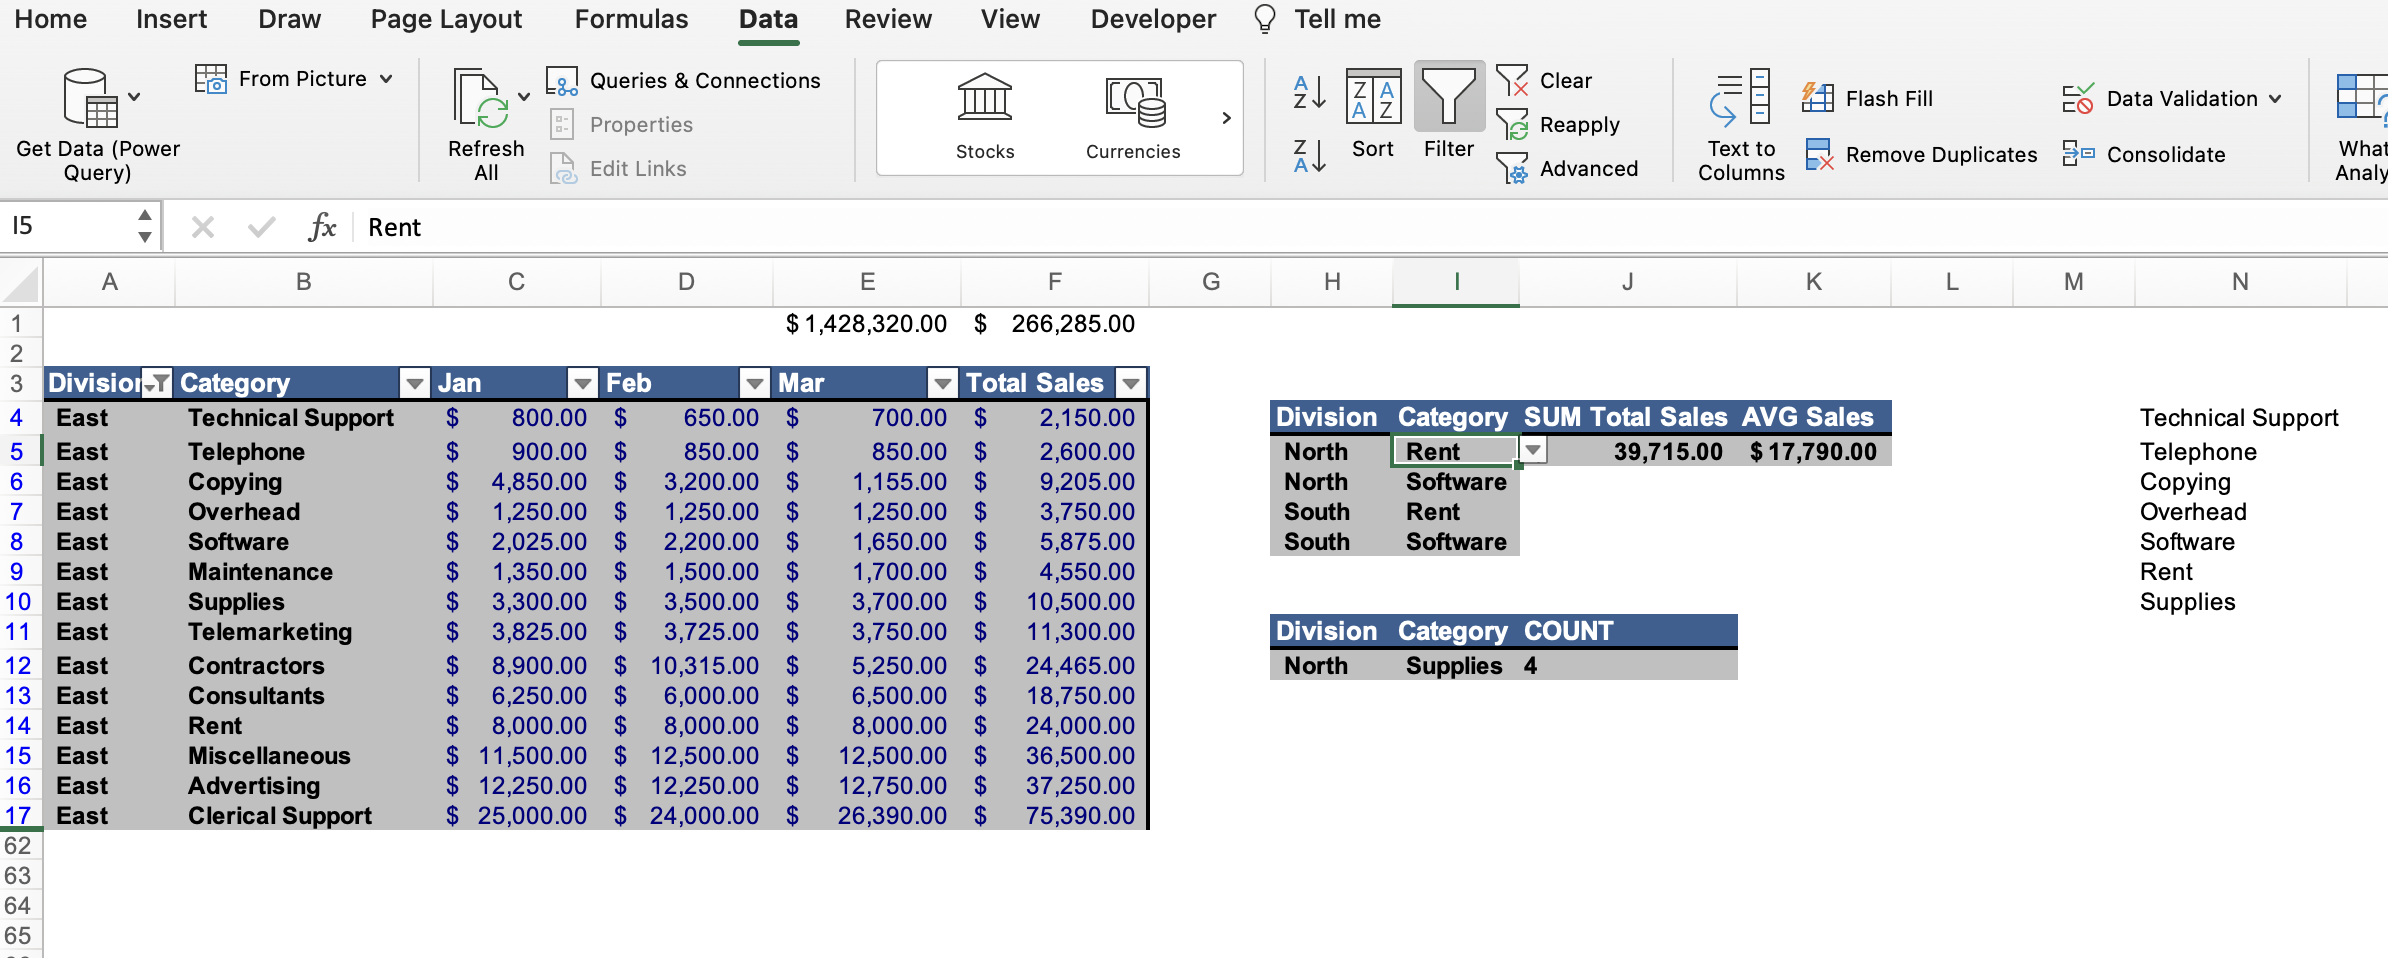 Home Insert Draw Page Layout Formulas Data Review View Developer Tell me
From Picture
Get Data (Power
Query)
Refresh
All
Queries & Connections
Properties
Edit Links
Stocks
Currencies
Sort
Filter
Clear
Reapply
Advanced
Text to
Columns
Flash Fill
Remove Duplicates
Data Validation
Consolidate
What
Analy
I5 fx Rent
A B C D E F G H I J K L M N
1 $ 1,428,320.00 $ 266,285.00
2
3 Division Category Jan Feb Mar Total Sales
4 East Technical Support $ 800.00 $ 650.00 $ 700.00 $ 2,150.00 Division Category SUM Total Sales AVG Sales Technical Support
5 East Telephone $ 900.00 $ 850.00 $ 850.00 $ 2,600.00 North Rent 39,715.00 $ 17,790.00 Telephone
6 East Copying $ 4,850.00 $ 3,200.00 $ 1,155.00 $ 9,205.00 North Software Copying
7 East Overhead $ 1,250.00 $ 1,250.00 $ 1,250.00 $ 3,750.00 South Rent Overhead
8 East Software $ 2,025.00 $ 2,200.00 $ 1,650.00 $ 5,875.00 South Software Software
9 East Maintenance $ 1,350.00 $ 1,500.00 $ 1,700.00 $ 4,550.00 Rent
10 East Supplies $ 3,300.00 $ 3,500.00 $ 3,700.00 $ 10,500.00 Supplies
11 East Telemarketing $ 3,825.00 $ 3,725.00 $ 3,750.00 $ 11,300.00 Division Category COUNT
12 East Contractors $ 8,900.00 $ 10,315.00 $ 5,250.00 $ 24,465.00 North Supplies 4
13 East Consultants $ 6,250.00 $ 6,000.00 $ 6,500.00 $ 18,750.00
14 East Rent $ 8,000.00 $ 8,000.00 $ 8,000.00 $ 24,000.00
15 East Miscellaneous $ 11,500.00 $ 12,500.00 $ 12,500.00 $ 36,500.00
16 East Advertising $ 12,250.00 $ 12,250.00 $ 12,750.00 $ 37,250.00
17 East Clerical Support $ 25,000.00 $ 24,000.00 $ 26,390.00 $ 75,390.00
62
63
64
65